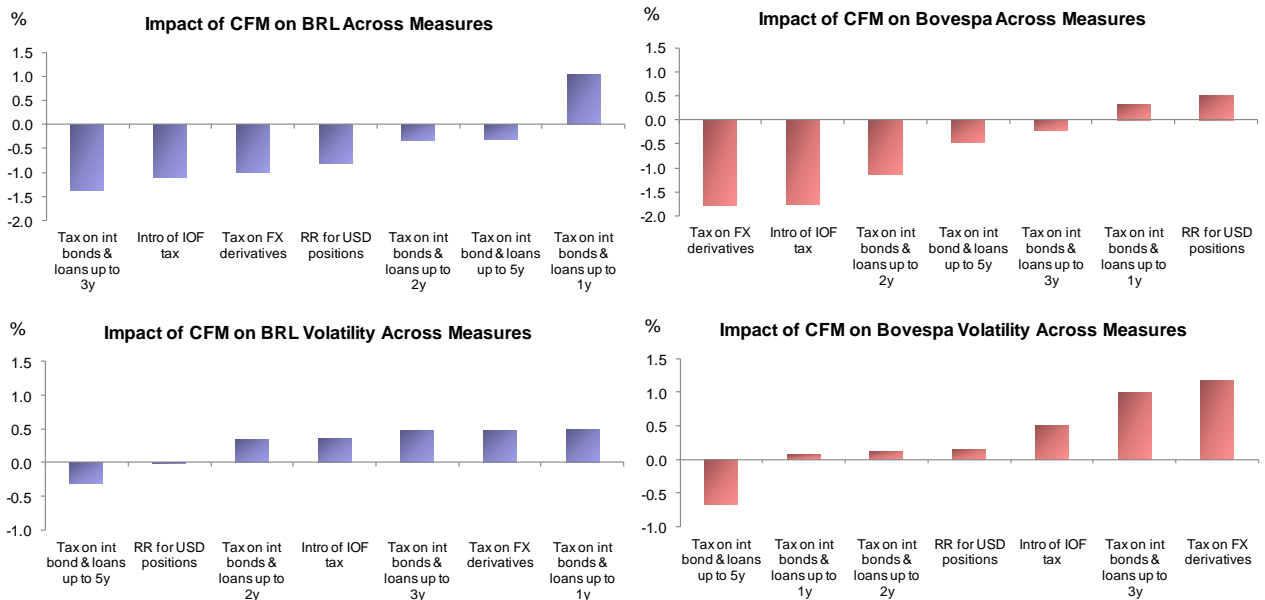 %
Impact of CFM on BRL Across Measures
1.5
1.0
0.5
0.0
-0.5
-1.0
-1.5
-2.0
Tax on int
bonds &
loans up to
3y
Intro of IOF
tax
Tax on FX
derivatives
RR for USD
positions
Tax on int
bonds &
loans up to
2y
Tax on int
bond & loans
up to 5y
Tax on int
bonds &
loans up to
1y
%
Impact of CFM on Bovespa Across Measures
1.5
1.0
0.5
0.0
-0.5
-1.0
-1.5
-2.0
Tax on FX
derivatives
Intro of IOF
tax
Tax on int
bonds &
loans up to
2y
Tax on int
bond & loans
up to 5y
Tax on int
bonds &
loans up to
3y
Tax on int
bonds &
loans up to
1y
RR for USD
positions
%
Impact of CFM on BRL Volatility Across Measures
1.5
1.0
0.5
0.0
-0.5
-1.0
Tax on int
bond & loans
up to 5y
RR for USD
positions
Tax on int
bonds &
loans up to
2y
Intro of IOF
tax
Tax on int
bonds &
loans up to
3y
Tax on FX
derivatives
Tax on int
bonds &
loans up to
1y
%
Impact of CFM on Bovespa Volatility Across Measures
1.5
1.0
0.5
0.0
-0.5
-1.0
Tax on int
bond & loans
up to 5y
Tax on int
bonds &
loans up to
1y
Tax on int
bonds &
loans up to
2y
RR for USD
positions
Intro of IOF
tax
Tax on int
bonds &
loans up to
3y
Tax on FX
derivatives